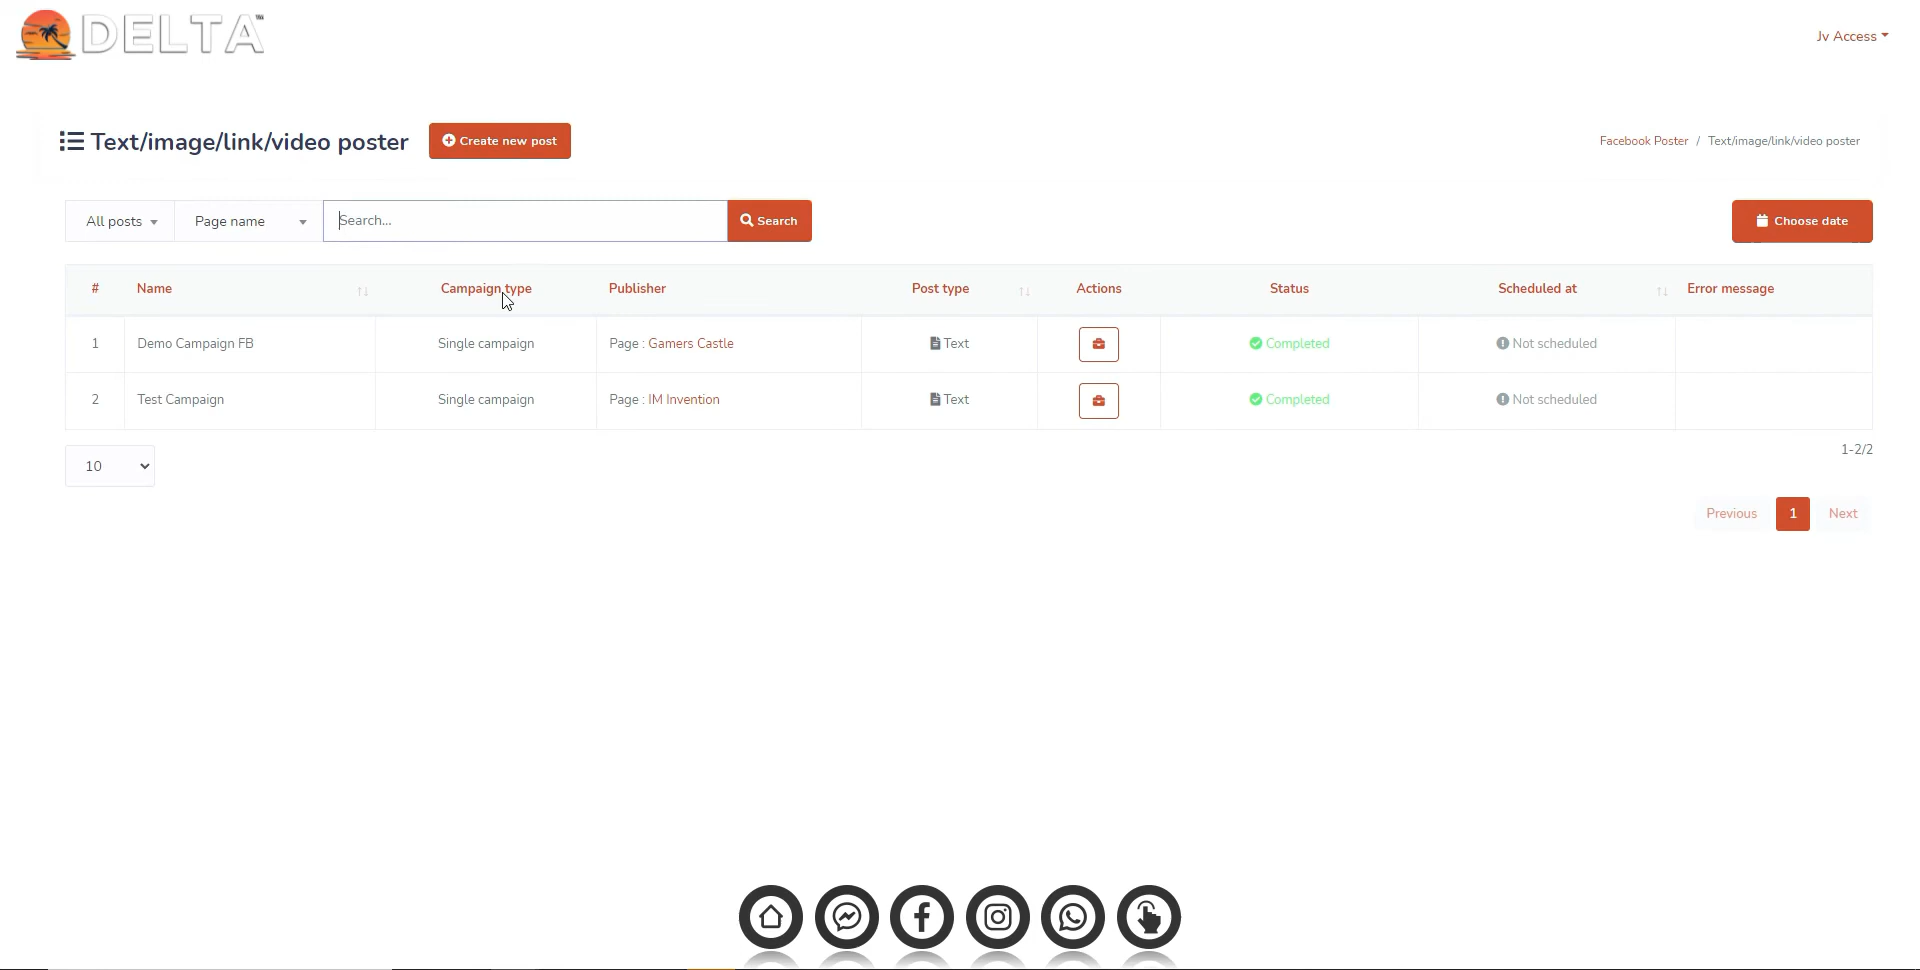 DELTA™
Jv Access
Text/image/link/video poster
Create new post
Facebook Poster / Text/image/link/video poster
All posts
Page name
Search...
Search
Choose date
# Name Campaign type Publisher Post type Actions Status Scheduled at Error message
1 Demo Campaign FB Single campaign Page : Gamers Castle Text Completed Not scheduled
2 Test Campaign Single campaign Page : IM Invention Text Completed Not scheduled
1-2/2
10
Previous 1 Next